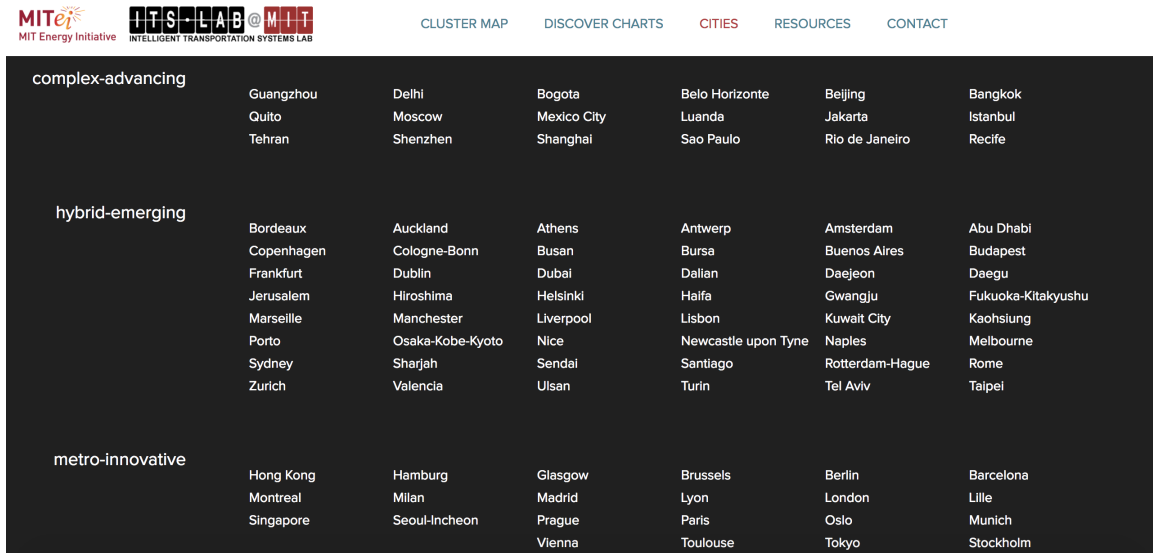 MITei
MIT Energy Initiative
ITS·LAB@MIT
INTELLIGENT TRANSPORTATION SYSTEMS LAB
CLUSTER MAP DISCOVER CHARTS CITIES RESOURCES CONTACT
complex-advancing
Guangzhou Delhi Bogota Belo Horizonte Beijing Bangkok
Quito Moscow Mexico City Luanda Jakarta Istanbul
Tehran Shenzhen Shanghai Sao Paulo Rio de Janeiro Recife
hybrid-emerging
Bordeaux Auckland Athens Antwerp Amsterdam Abu Dhabi
Copenhagen Cologne-Bonn Busan Bursa Buenos Aires Budapest
Frankfurt Dublin Dubai Dalian Daejeon Daegu
Jerusalem Hiroshima Helsinki Haifa Gwangju Fukuoka-Kitakyushu
Marseille Manchester Liverpool Lisbon Kuwait City Kaohsiung
Porto Osaka-Kobe-Kyoto Nice Newcastle upon Tyne Naples Melbourne
Sydney Sharjah Sendai Santiago Rotterdam-Hague Rome
Zurich Valencia Ulsan Turin Tel Aviv Taipei
metro-innovative
Hong Kong Hamburg Glasgow Brussels Berlin Barcelona
Montreal Milan Madrid Lyon London Lille
Singapore Seoul-Incheon Prague Paris Oslo Munich
Vienna Toulouse Tokyo Stockholm